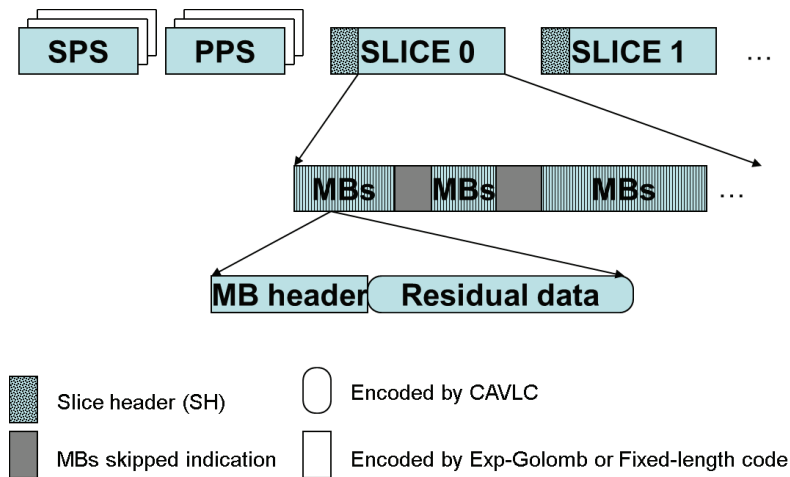 SPS PPS SLICE 0 SLICE 1 ...
MBs MBs MBs ...
MB header Residual data
Slice header (SH) Encoded by CAVLC
MBs skipped indication Encoded by Exp-Golomb or Fixed-length code